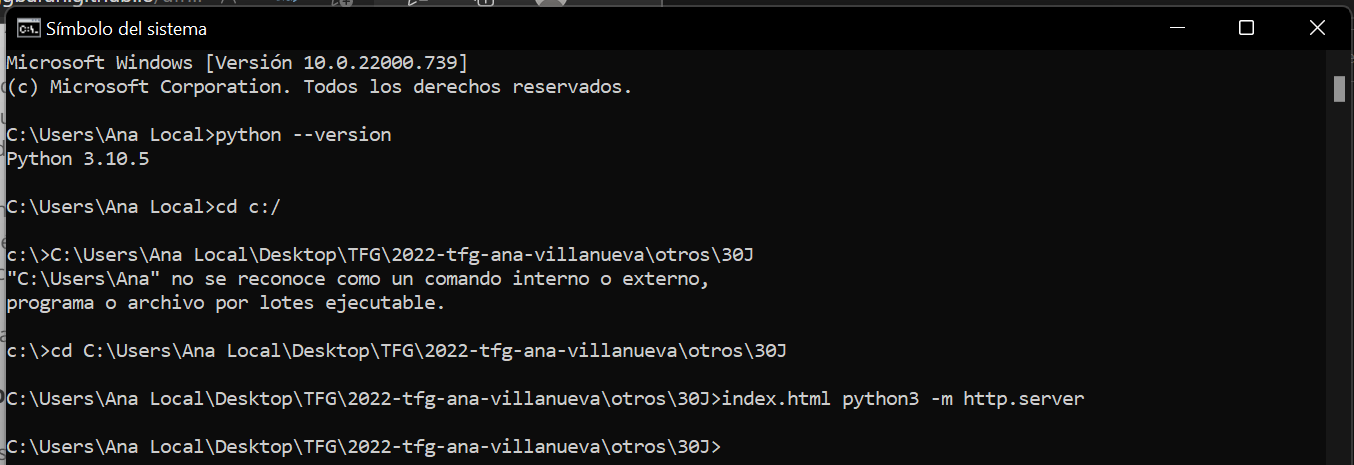 Símbolo del sistema
Microsoft Windows [Versión 10.0.22000.739]
(c) Microsoft Corporation. Todos los derechos reservados.
C:\Users\Ana Local>python --version
Python 3.10.5
C:\Users\Ana Local>cd c:/
c:\>C:\Users\Ana Local\Desktop\TFG\2022-tfg-ana-villanueva\otros\30J
"C:\Users\Ana" no se reconoce como un comando interno o externo,
programa o archivo por lotes ejecutable.
c:\>cd C:\Users\Ana Local\Desktop\TFG\2022-tfg-ana-villanueva\otros\30J
C:\Users\Ana Local\Desktop\TFG\2022-tfg-ana-villanueva\otros\30J>index.html python3 -m http.server
C:\Users\Ana Local\Desktop\TFG\2022-tfg-ana-villanueva\otros\30J>